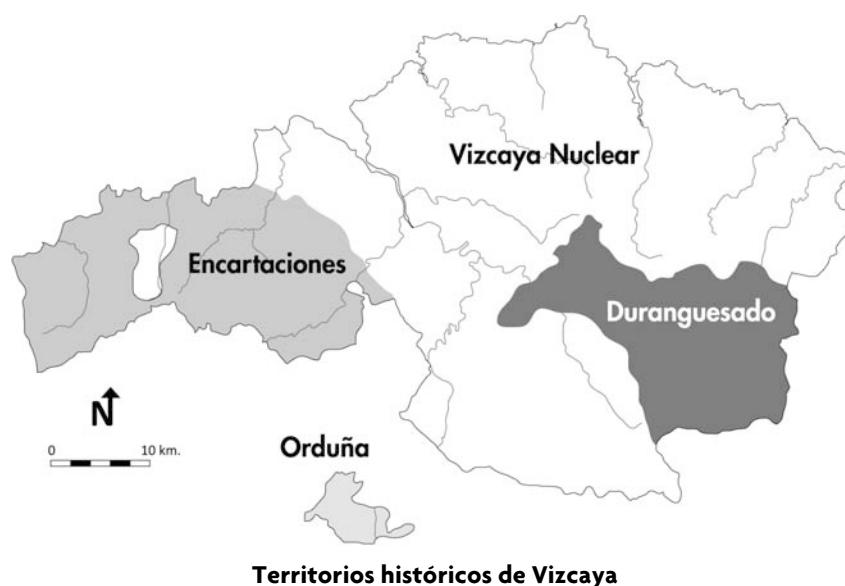 Vizcaya Nuclear
Encartaciones
Duranguesado
N
0 10 km.
Orduña
Territorios históricos de Vizcaya